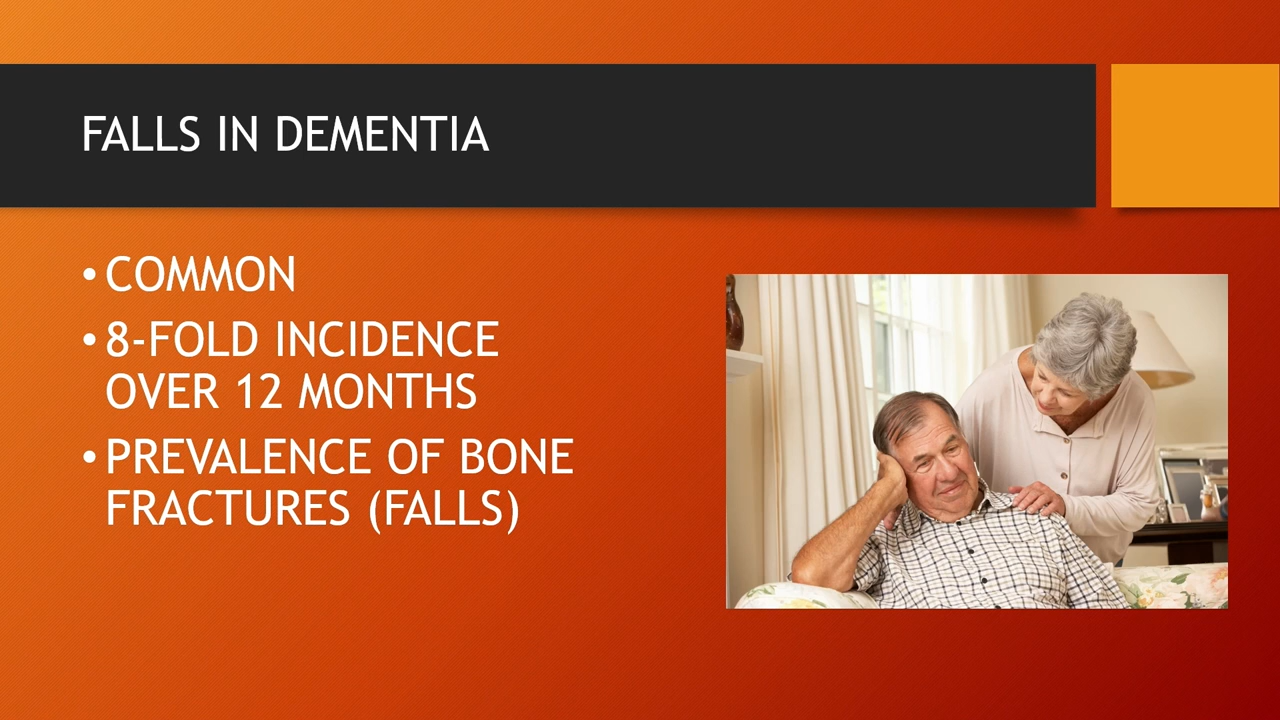 FALLS IN DEMENTIA
• COMMON
• 8-FOLD INCIDENCE
OVER 12 MONTHS
• PREVALENCE OF BONE
FRACTURES (FALLS)